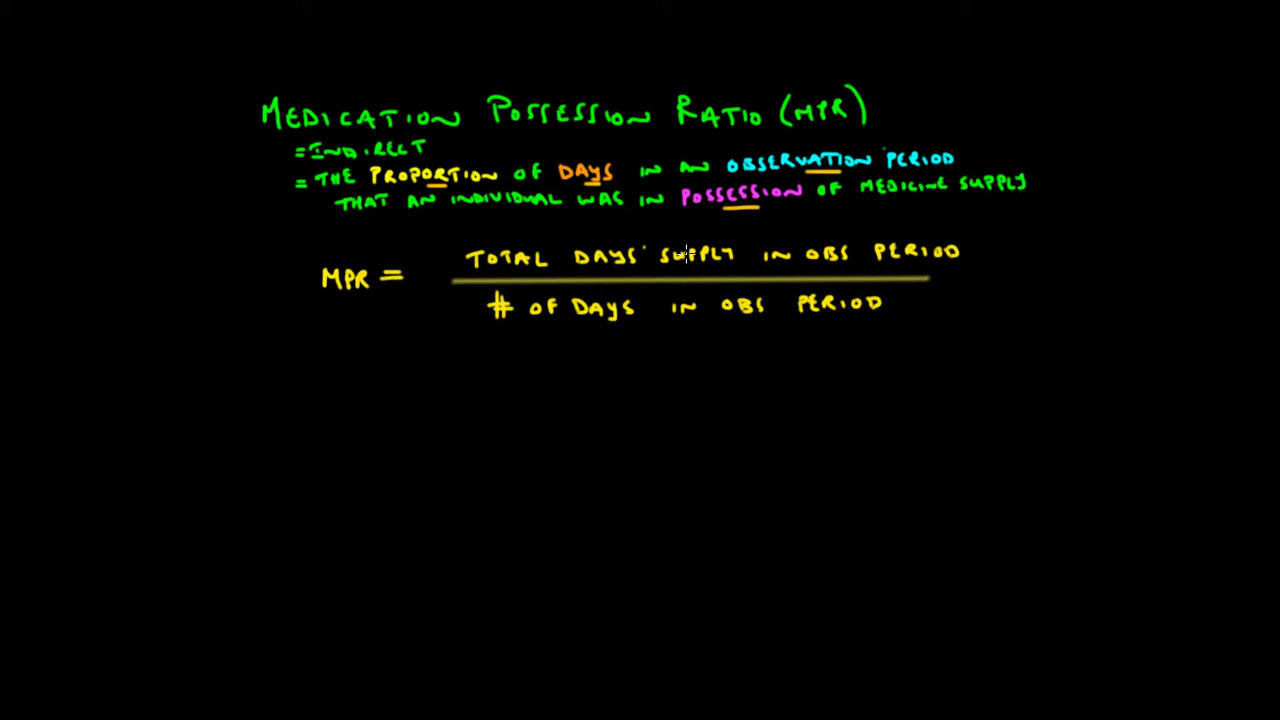 MEDICATION POSSESSION RATIO (MPR)
= INDIRECT
= THE PROPORTION OF DAYS IN AN OBSERVATION PERIOD
THAT AN INDIVIDUAL WAS IN POSSESSION OF MEDICINE SUPPLY
TOTAL DAYS' SUPPLY IN OBS PERIOD
MPR =
# OF DAYS IN OBS PERIOD